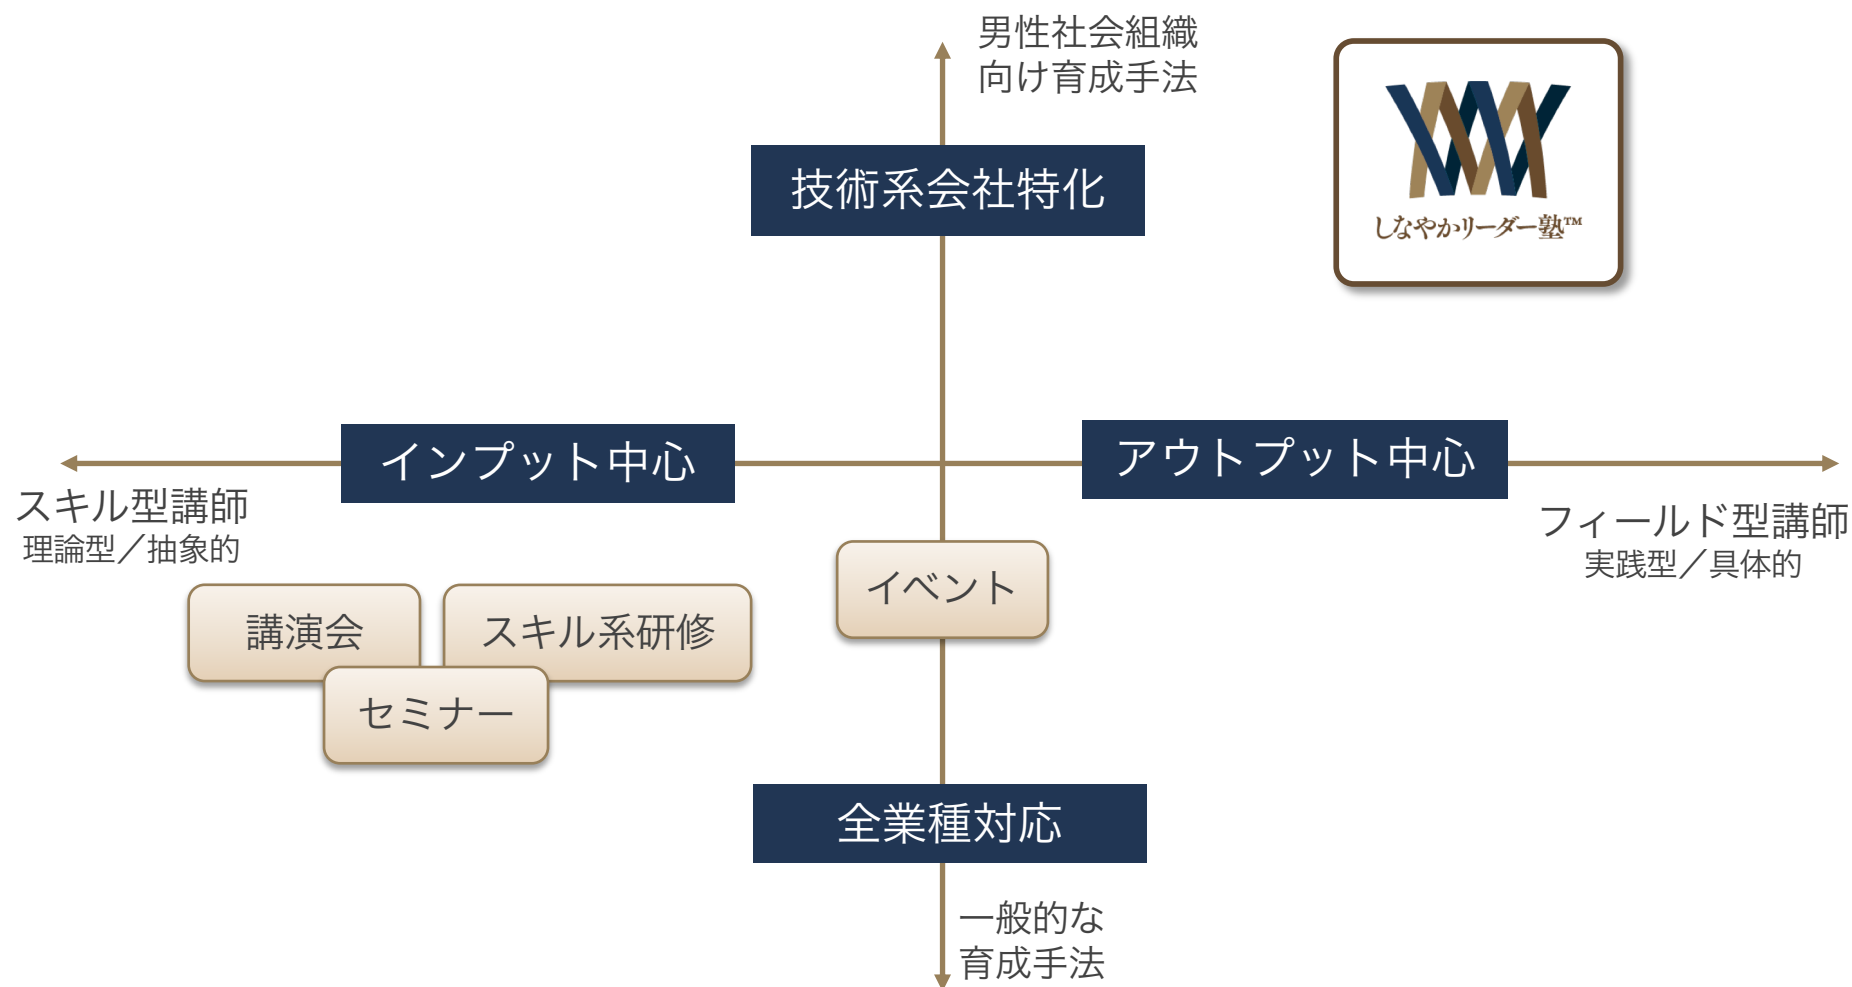 男性社会組織
向け育成手法
技術系会社特化
しなやかリーダー塾™
インプット中心
アウトプット中心
スキル型講師
理論型／抽象的
フィールド型講師
実践型／具体的
イベント
講演会
スキル系研修
セミナー
全業種対応
一般的な
育成手法